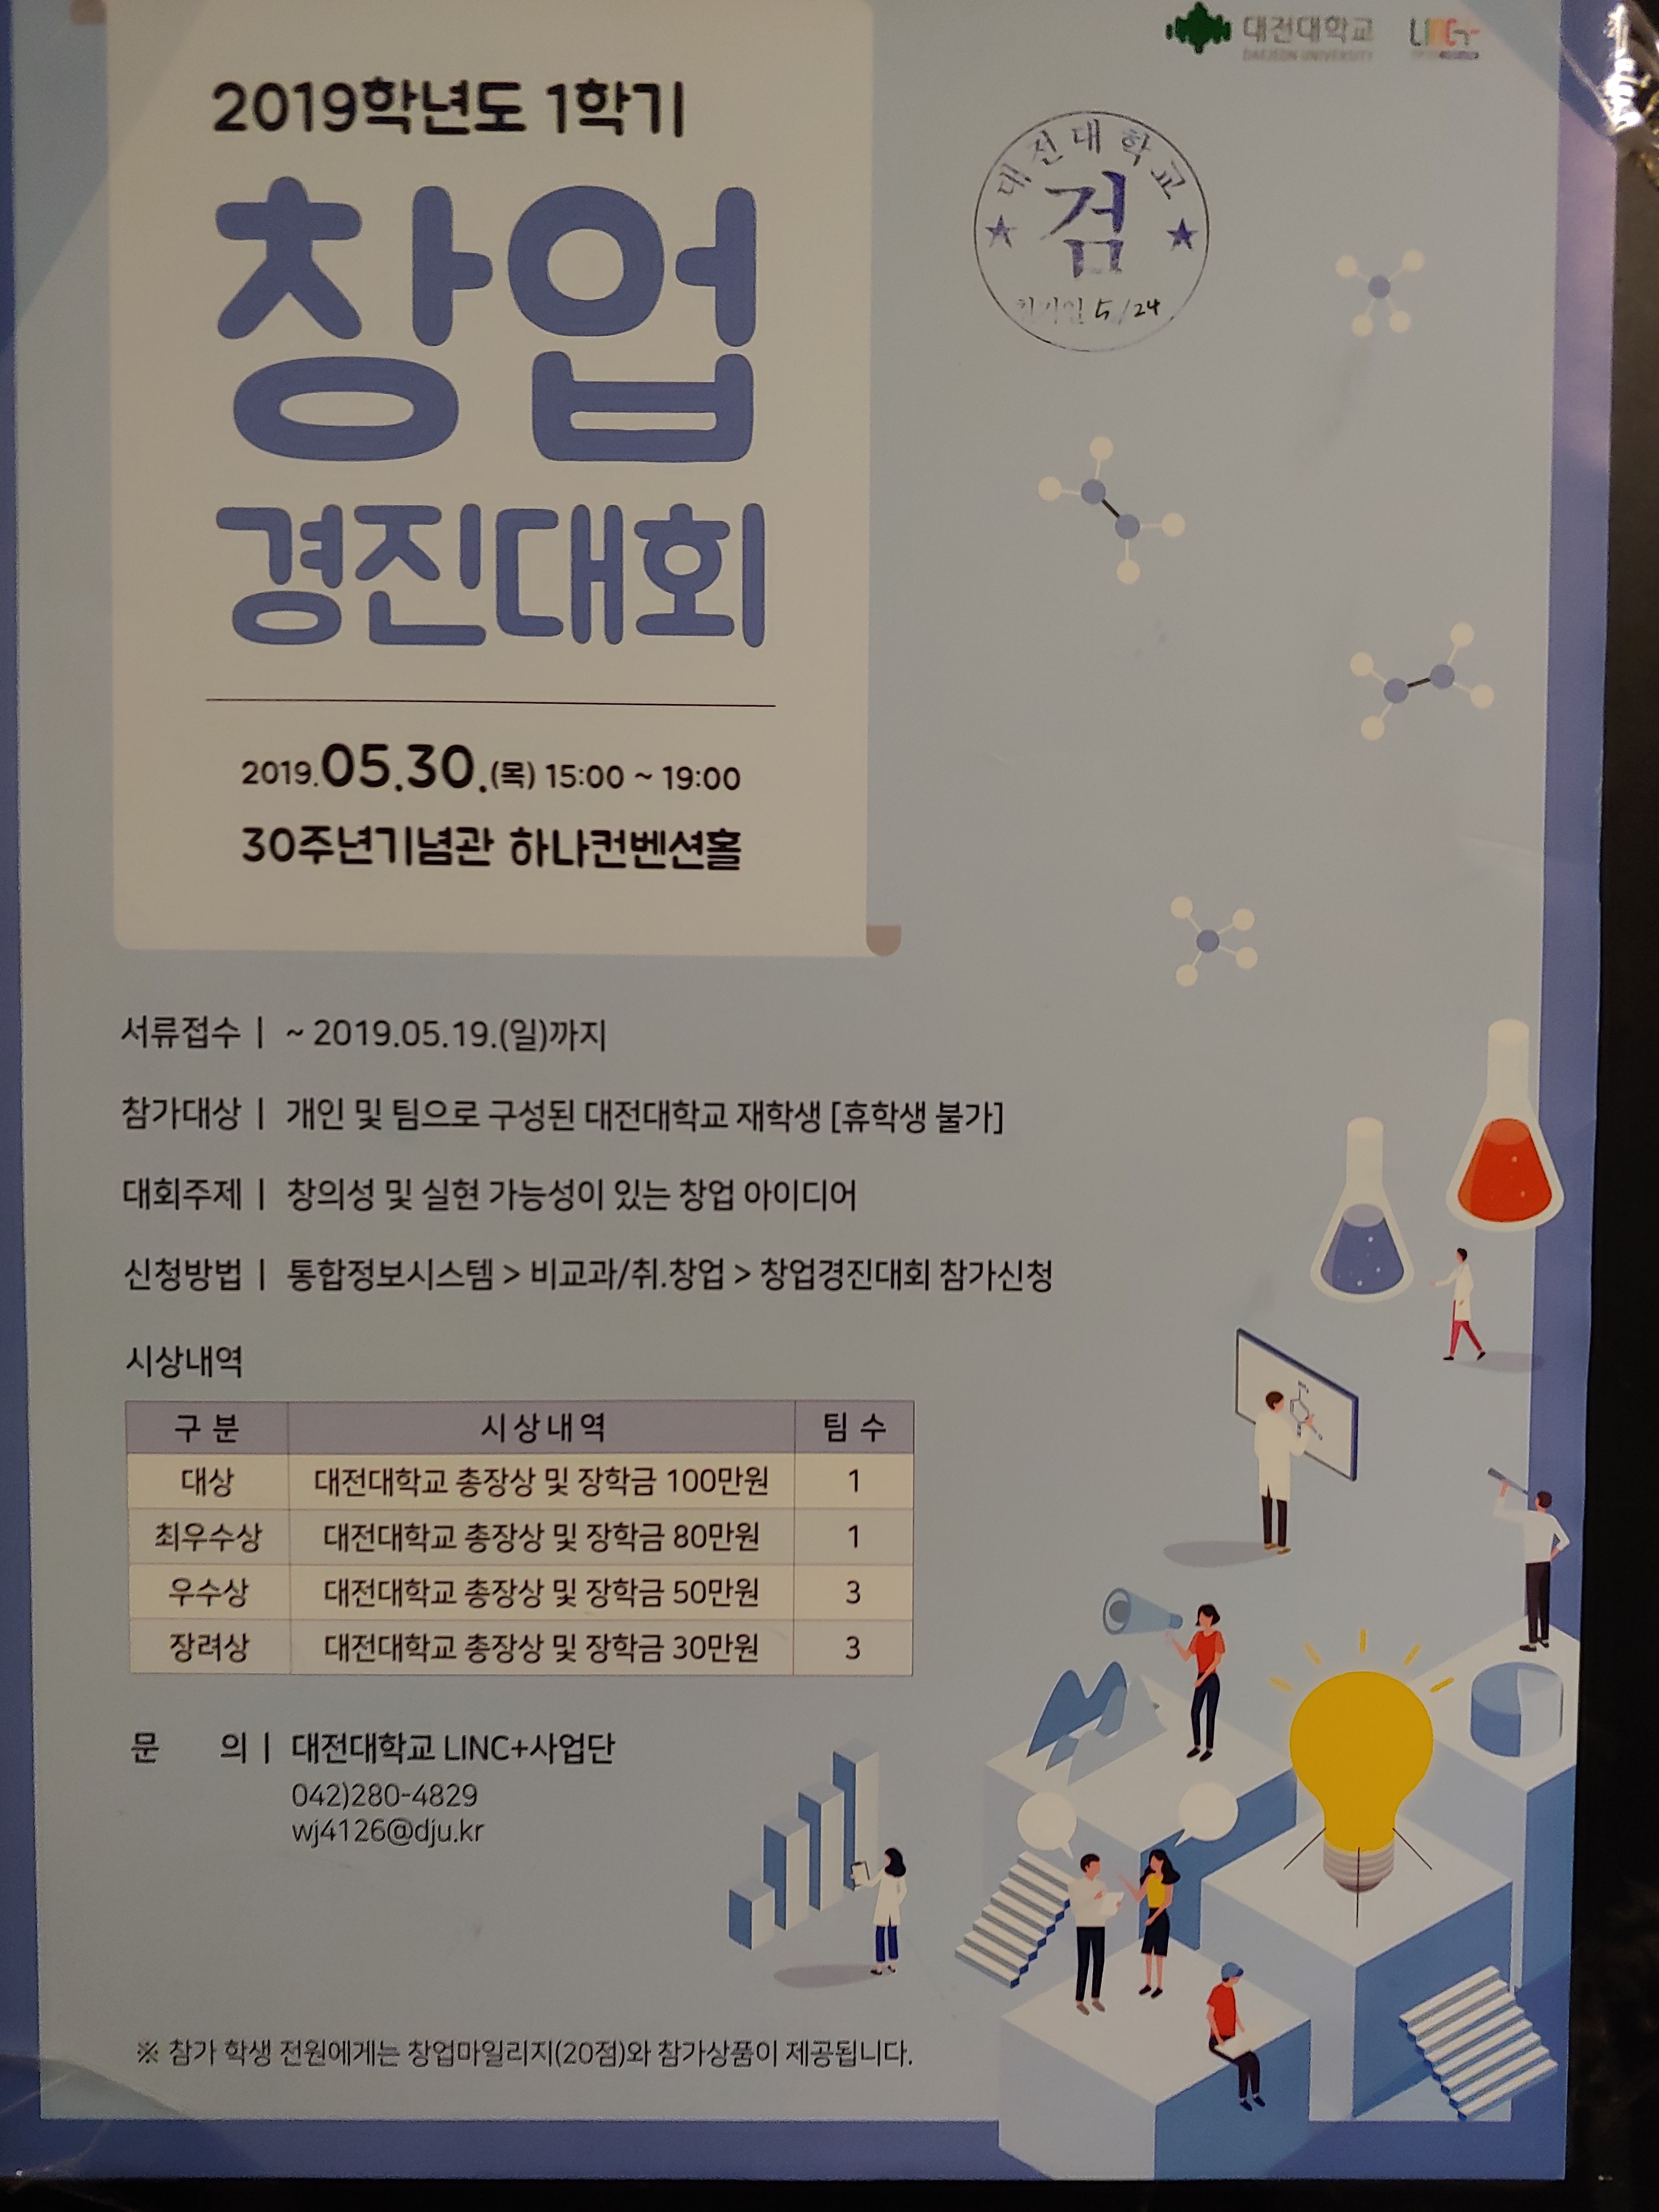 대전대학교
DAEJEON UNIVERSITY
LINC+
2019학년도 1학기
창업
경진대회
대전대학교
검
5/24
2019.05.30.(목) 15:00 ~ 19:00
30주년기념관 하나컨벤션홀
서류접수 | ~ 2019.05.19.(일)까지
참가대상 | 개인 및 팀으로 구성된 대전대학교 재학생 [휴학생 불가]
대회주제 | 창의성 및 실현 가능성이 있는 창업 아이디어
신청방법 | 통합정보시스템 > 비교과/취.창업 > 창업경진대회 참가신청
시상내역
구 분 시상내역 팀 수
대상 대전대학교 총장상 및 장학금 100만원 1
최우수상 대전대학교 총장상 및 장학금 80만원 1
우수상 대전대학교 총장상 및 장학금 50만원 3
장려상 대전대학교 총장상 및 장학금 30만원 3
문 의 | 대전대학교 LINC+사업단
042)280-4829
wj4126@dju.kr
※ 참가 학생 전원에게는 창업마일리지(20점)와 참가상품이 제공됩니다.